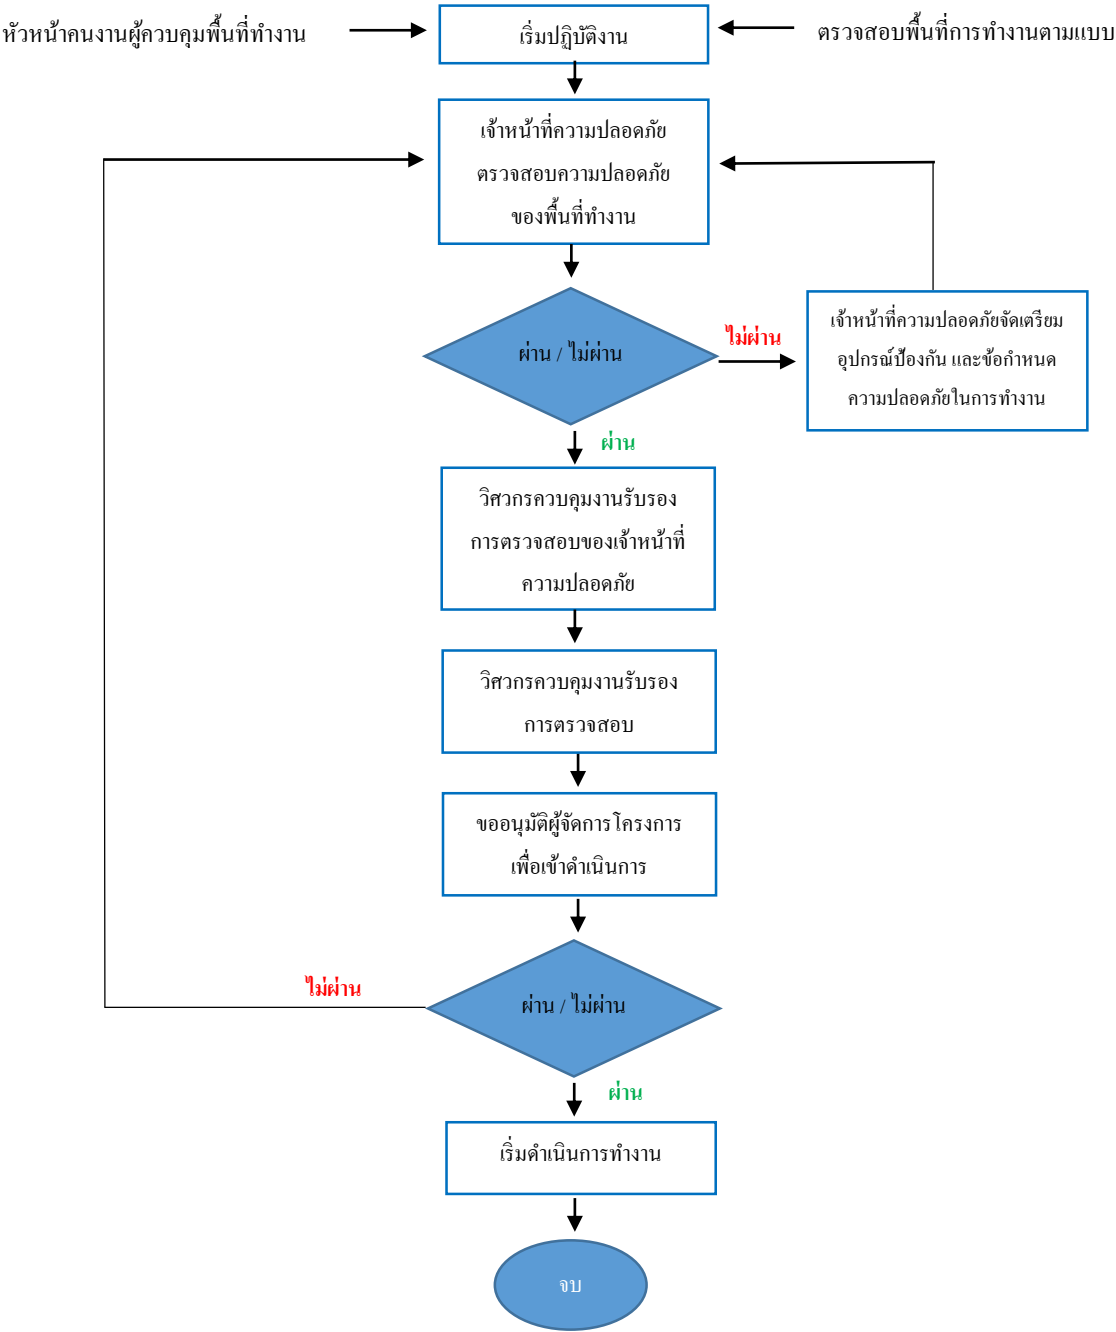 หัวหน้าคนงานผู้ควบคุมพื้นที่ทำงาน
เริ่มปฏิบัติงาน
ตรวจสอบพื้นที่การทำงานตามแบบ
เจ้าหน้าที่ความปลอดภัย
ตรวจสอบความปลอดภัย
ของพื้นที่ทำงาน
ผ่าน / ไม่ผ่าน
ไม่ผ่าน
เจ้าหน้าที่ความปลอดภัยจัดเตรียม
อุปกรณ์ป้องกัน และข้อกำหนด
ความปลอดภัยในการทำงาน
ผ่าน
วิศวกรควบคุมงานรับรอง
การตรวจสอบของเจ้าหน้าที่
ความปลอดภัย
วิศวกรควบคุมงานรับรอง
การตรวจสอบ
ขออนุมัติผู้จัดการโครงการ
เพื่อเข้าดำเนินการ
ไม่ผ่าน
ผ่าน / ไม่ผ่าน
ผ่าน
เริ่มดำเนินการทำงาน
จบ